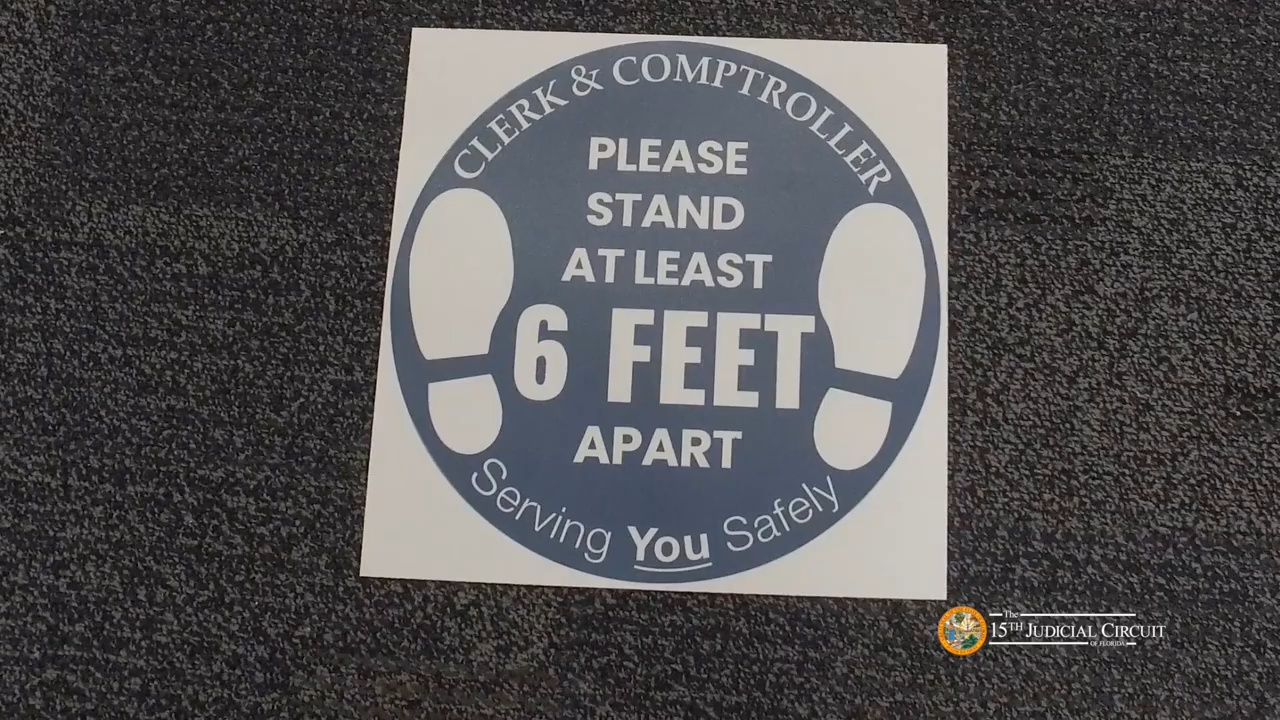 CLERK & COMPTROLLER
PLEASE
STAND
AT LEAST
6 FEET
APART
Serving You Safely
The
15TH JUDICIAL CIRCUIT
OF FLORIDA